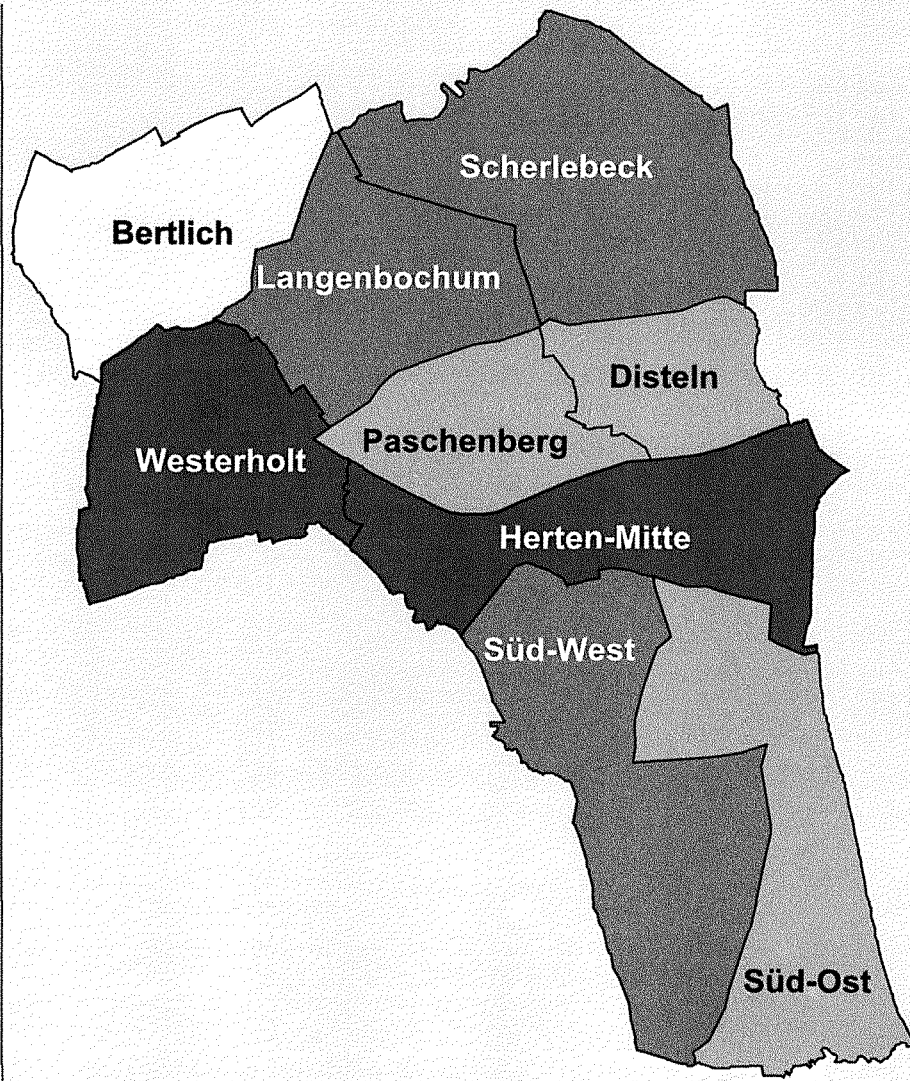 Scherlebeck
Bertlich
Langenbochum
Disteln
Paschenberg
Westerholt
Herten-Mitte
Süd-West
Süd-Ost